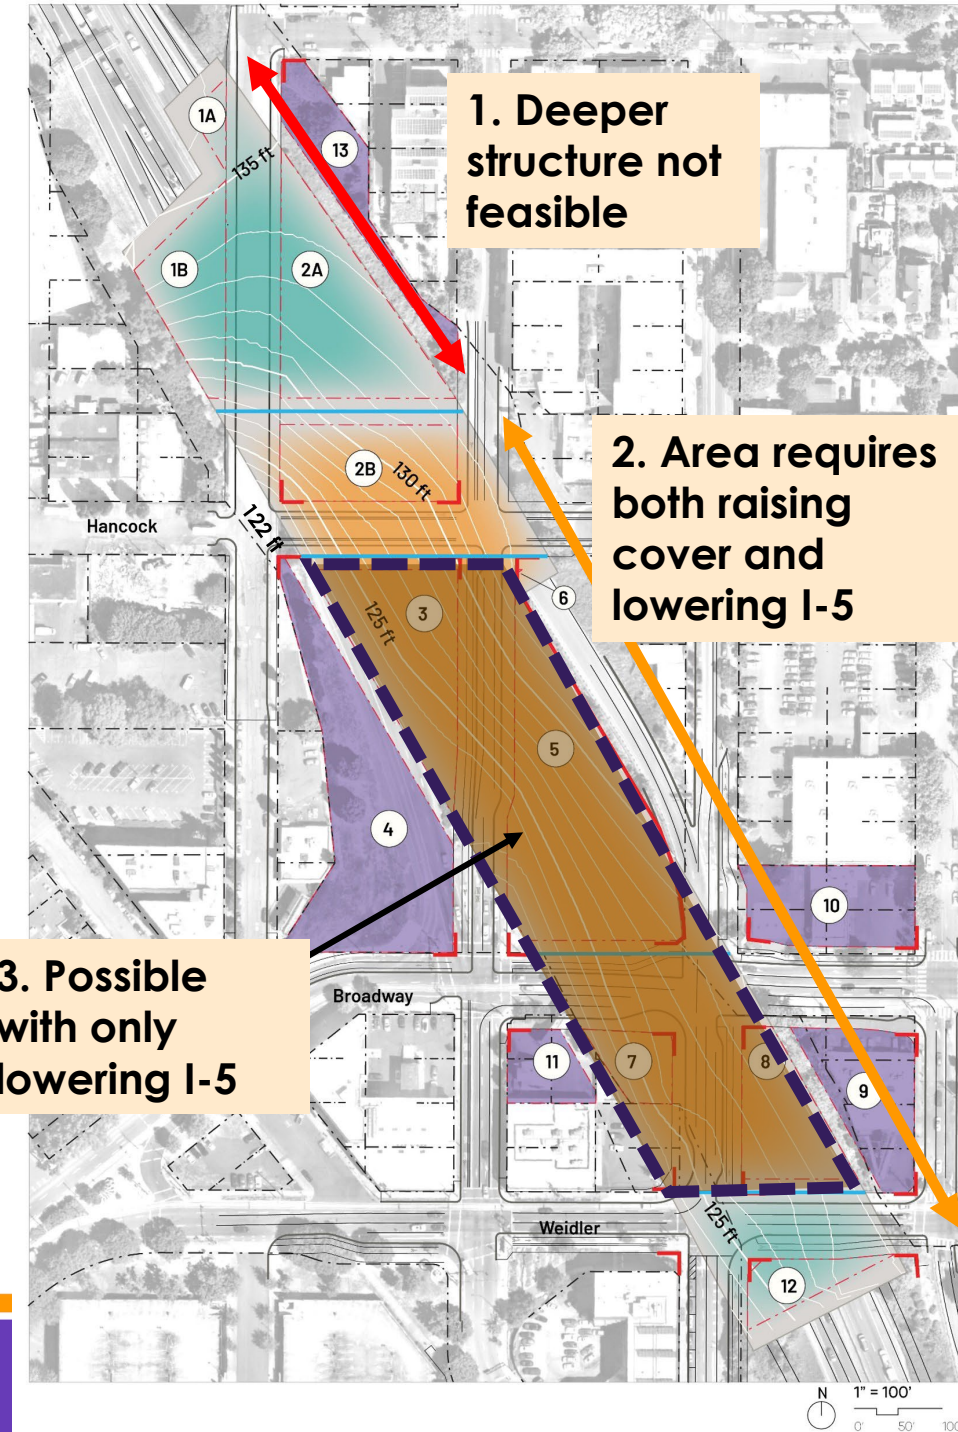 1. Deeper
structure not
feasible
1A
13
135 ft
1B
2A
2. Area requires
both raising
cover and
lowering I-5
2B
130 ft
Hancock
122 ft
6
3
125 ft
5
4
10
3. Possible
with only
lowering I-5
Broadway
11
7
8
9
125 ft
Weidler
12
N
1" = 100'
0'
50'
100